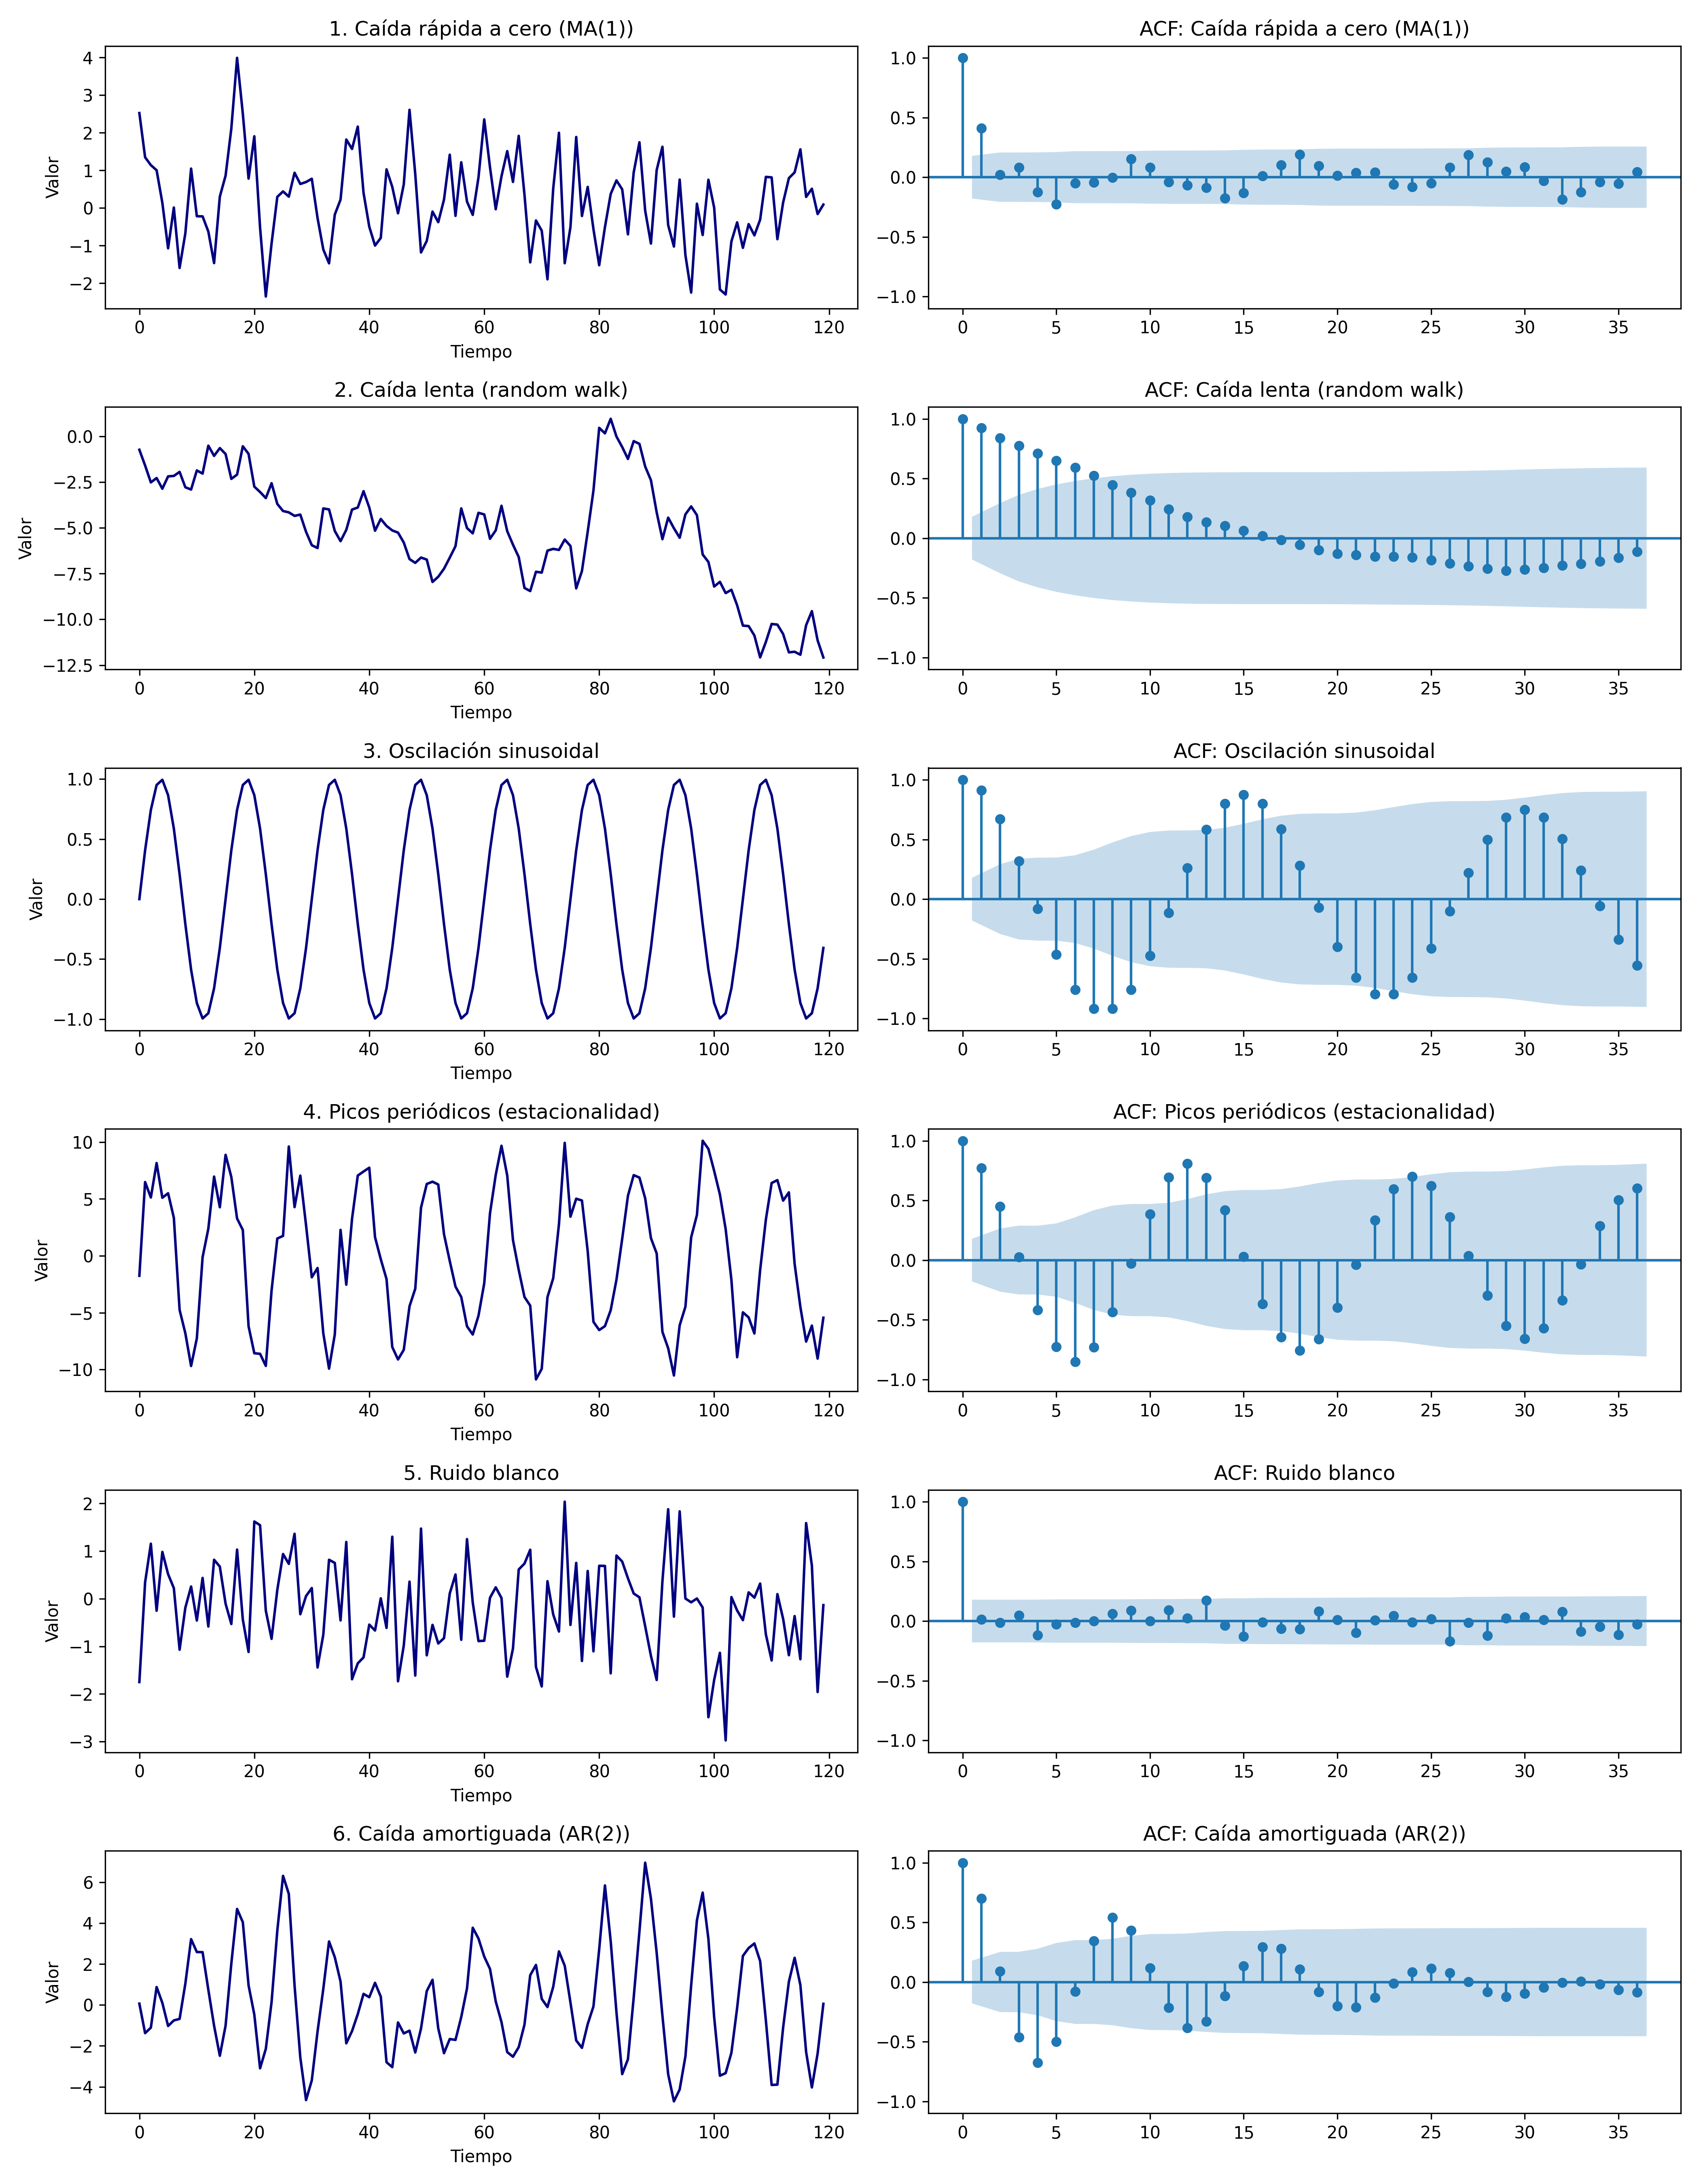 1. Caída rápida a cero (MA(1))
ACF: Caída rápida a cero (MA(1))
Valor
4
3
2
1
0
−1
−2
0 20 40 60 80 100 120
Tiempo
1.0
0.5
0.0
−0.5
−1.0
0 5 10 15 20 25 30 35
2. Caída lenta (random walk)
ACF: Caída lenta (random walk)
Valor
0.0
−2.5
−5.0
−7.5
−10.0
−12.5
0 20 40 60 80 100 120
Tiempo
1.0
0.5
0.0
−0.5
−1.0
0 5 10 15 20 25 30 35
3. Oscilación sinusoidal
ACF: Oscilación sinusoidal
Valor
1.0
0.5
0.0
−0.5
−1.0
0 20 40 60 80 100 120
Tiempo
1.0
0.5
0.0
−0.5
−1.0
0 5 10 15 20 25 30 35
4. Picos periódicos (estacionalidad)
ACF: Picos periódicos (estacionalidad)
Valor
10
5
0
−5
−10
0 20 40 60 80 100 120
Tiempo
1.0
0.5
0.0
−0.5
−1.0
0 5 10 15 20 25 30 35
5. Ruido blanco
ACF: Ruido blanco
Valor
2
1
0
−1
−2
−3
0 20 40 60 80 100 120
Tiempo
1.0
0.5
0.0
−0.5
−1.0
0 5 10 15 20 25 30 35
6. Caída amortiguada (AR(2))
ACF: Caída amortiguada (AR(2))
Valor
6
4
2
0
−2
−4
0 20 40 60 80 100 120
Tiempo
1.0
0.5
0.0
−0.5
−1.0
0 5 10 15 20 25 30 35